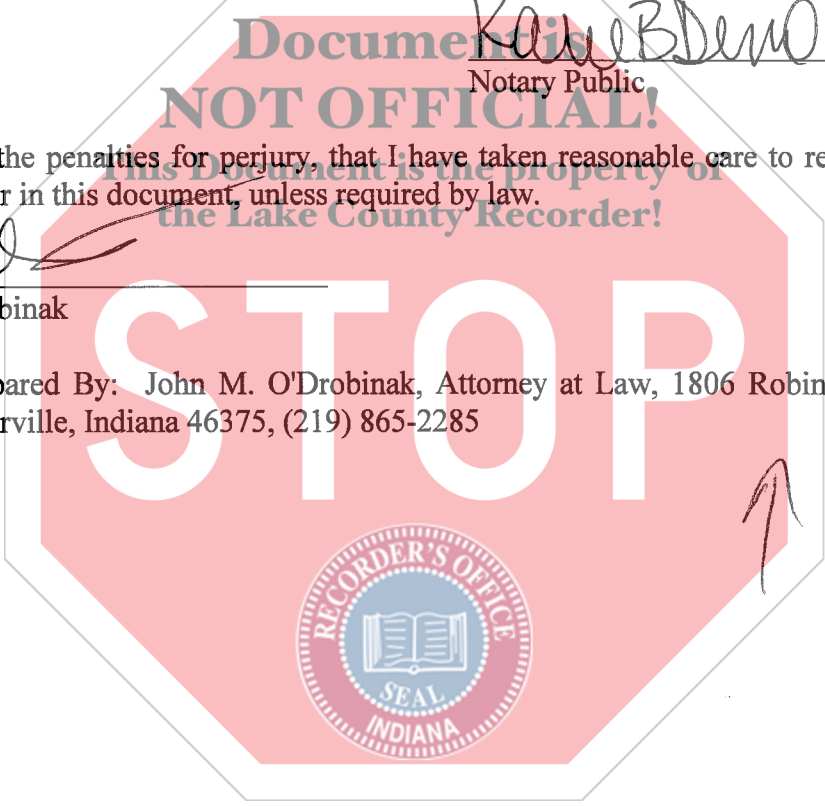 Document is
Notary Public
NOT OFFICIAL!
the penalties for perjury, that I have taken reasonable care to re
This Document is the property of
r in this document, unless required by law.
the Lake County Recorder!
binak
STOP
pared By: John M. O'Drobinak, Attorney at Law, 1806 Robin
rville, Indiana 46375, (219) 865-2285
RECORDER'S OFFICE
SEAL
INDIANA